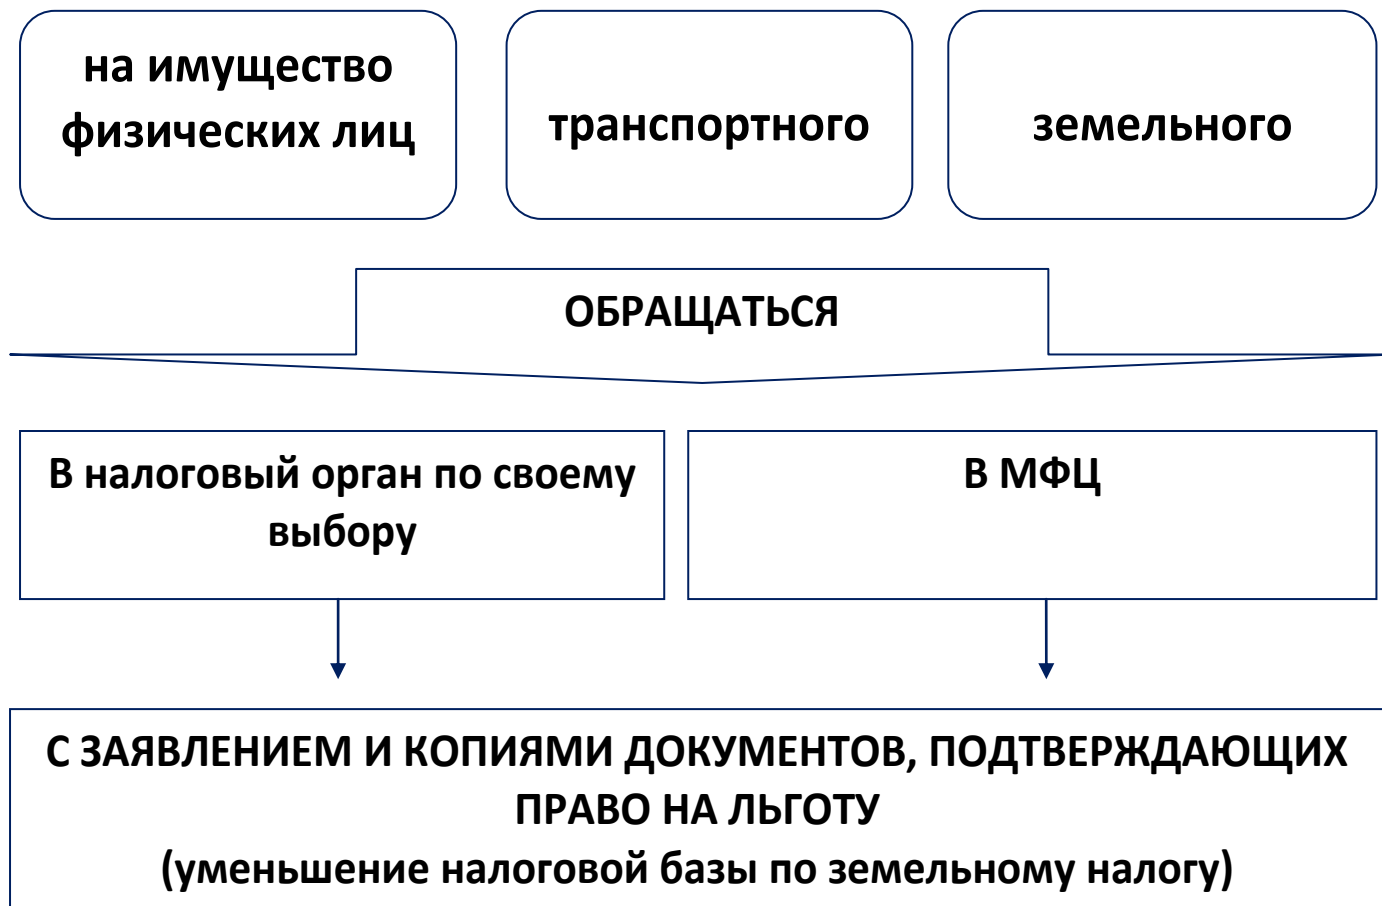 на имущество
физических лиц
транспортного
земельного
ОБРАЩАТЬСЯ
В налоговый орган по своему
выбору
В МФЦ
С ЗАЯВЛЕНИЕМ И КОПИЯМИ ДОКУМЕНТОВ, ПОДТВЕРЖДАЮЩИХ
ПРАВО НА ЛЬГОТУ
(уменьшение налоговой базы по земельному налогу)